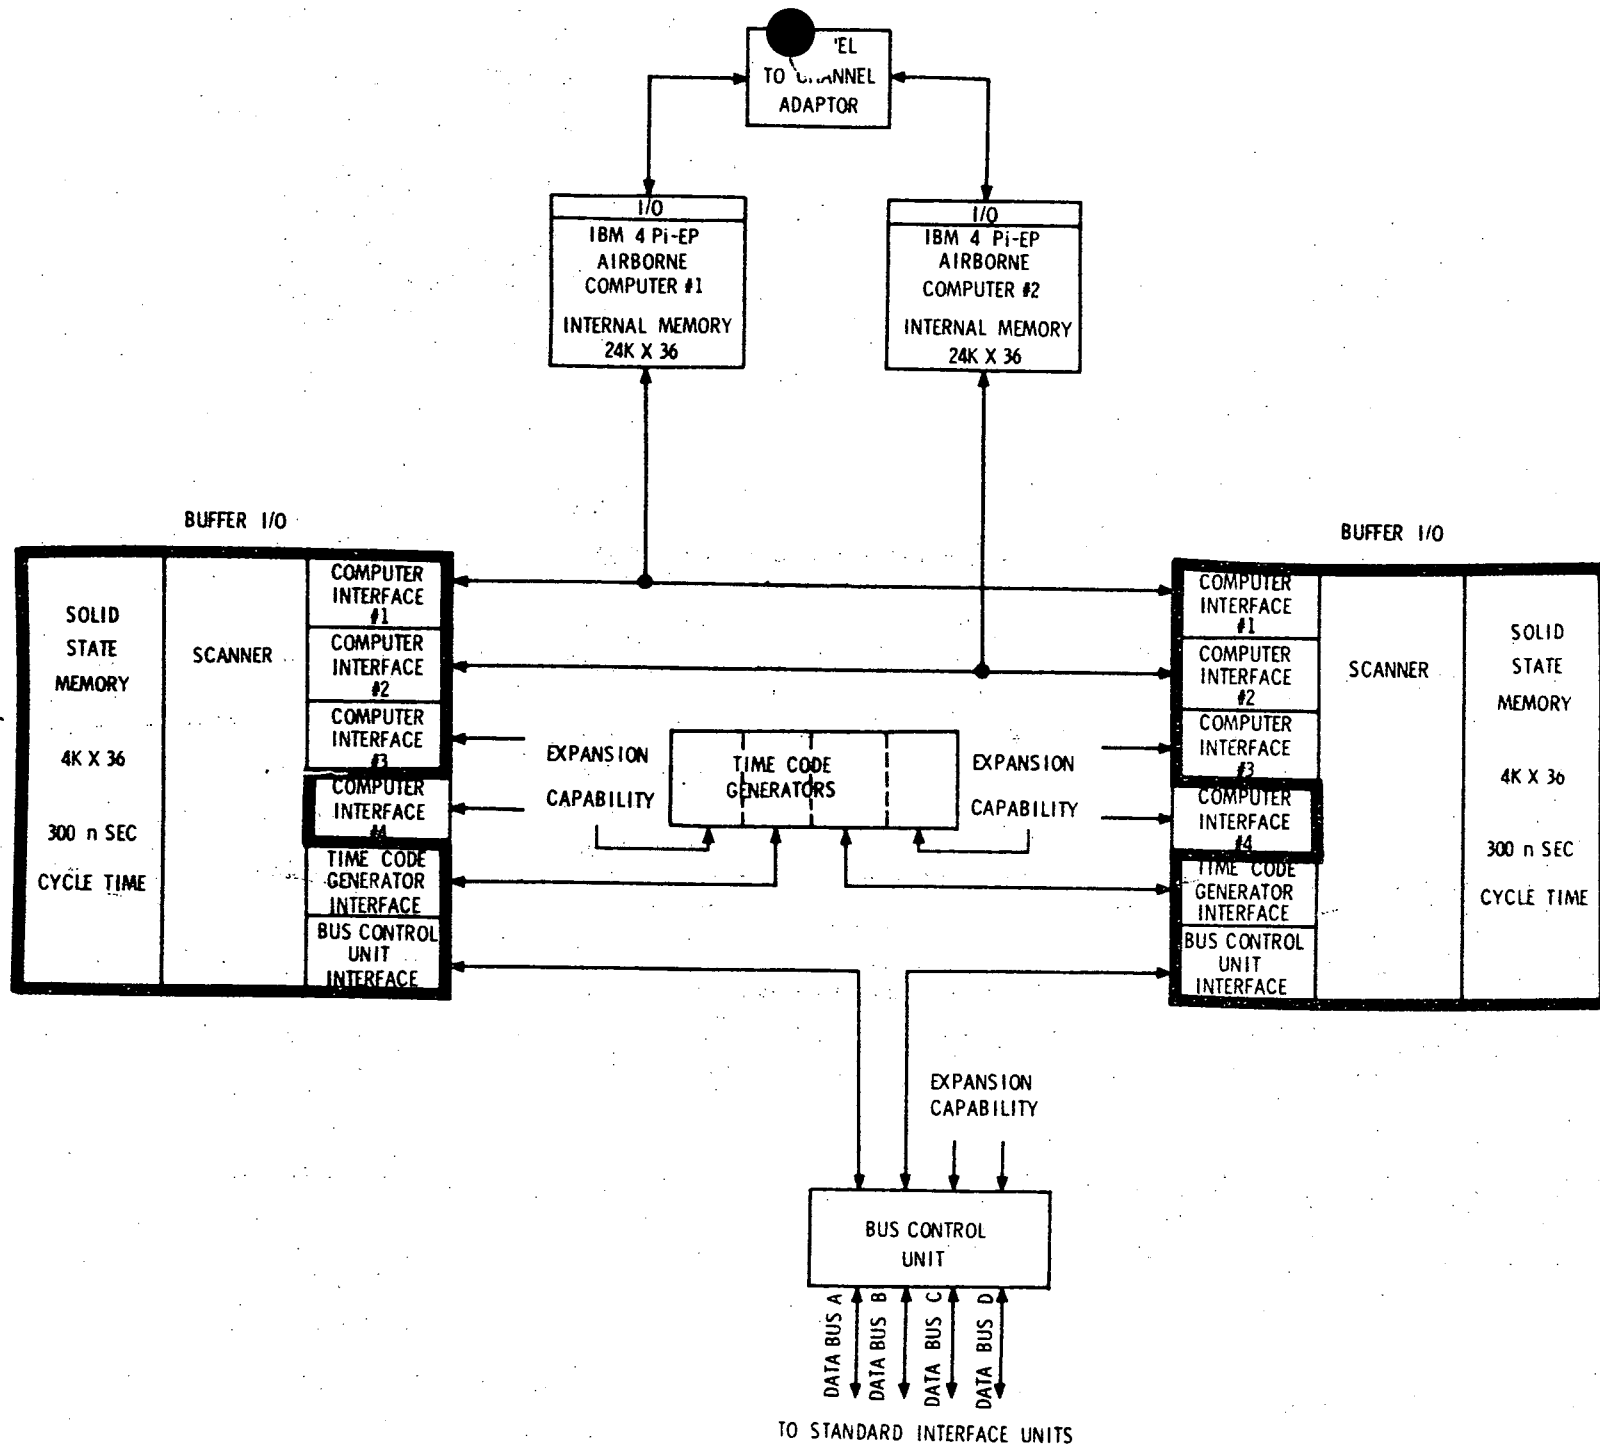 'EL
TO CHANNEL
ADAPTOR
I/O
IBM 4 Pi-EP
AIRBORNE
COMPUTER #1
INTERNAL MEMORY
24K X 36
I/O
IBM 4 Pi-EP
AIRBORNE
COMPUTER #2
INTERNAL MEMORY
24K X 36
BUFFER I/O
SOLID
STATE
MEMORY
4K X 36
300 n SEC
CYCLE TIME
SCANNER
COMPUTER
INTERFACE
#1
COMPUTER
INTERFACE
#2
COMPUTER
INTERFACE
#3
COMPUTER
INTERFACE
#4
TIME CODE
GENERATOR
INTERFACE
BUS CONTROL
UNIT
INTERFACE
EXPANSION
CAPABILITY
TIME CODE
GENERATORS
EXPANSION
CAPABILITY
BUFFER I/O
COMPUTER
INTERFACE
#1
COMPUTER
INTERFACE
#2
COMPUTER
INTERFACE
#3
COMPUTER
INTERFACE
#4
TIME CODE
GENERATOR
INTERFACE
BUS CONTROL
UNIT
INTERFACE
SCANNER
SOLID
STATE
MEMORY
4K X 36
300 n SEC
CYCLE TIME
EXPANSION
CAPABILITY
BUS CONTROL
UNIT
DATA BUS A
DATA BUS B
DATA BUS C
DATA BUS D
TO STANDARD INTERFACE UNITS